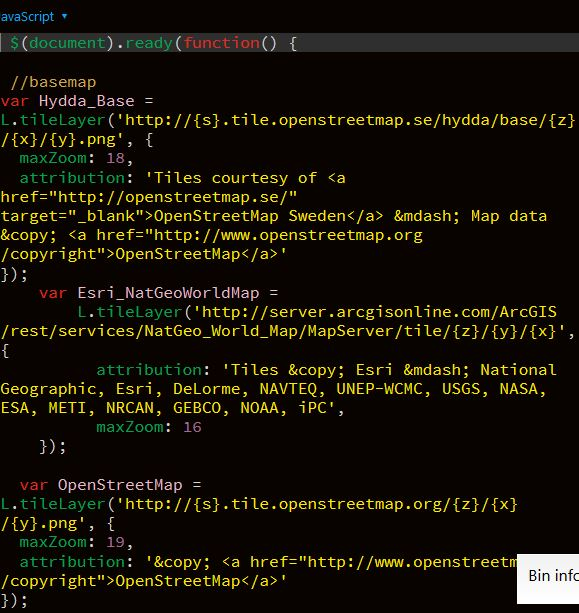 avaScript ▾
$(document).ready(function() {
//basemap
var Hydda_Base =
L.tileLayer('http://{s}.tile.openstreetmap.se/hydda/base/{z}
/{x}/{y}.png', {
maxZoom: 18,
attribution: 'Tiles courtesy of <a
href="http://openstreetmap.se/"
target="_blank">OpenStreetMap Sweden</a> &mdash; Map data
&copy; <a href="http://www.openstreetmap.org
/copyright">OpenStreetMap</a>'
});
var Esri_NatGeoWorldMap =
L.tileLayer('http://server.arcgisonline.com/ArcGIS
/rest/services/NatGeo_World_Map/MapServer/tile/{z}/{y}/{x}',
{
attribution: 'Tiles &copy; Esri &mdash; National
Geographic, Esri, DeLorme, NAVTEQ, UNEP-WCMC, USGS, NASA,
ESA, METI, NRCAN, GEBCO, NOAA, iPC',
maxZoom: 16
});
var OpenStreetMap =
L.tileLayer('http://{s}.tile.openstreetmap.org/{z}/{x}
/{y}.png', {
maxZoom: 19,
attribution: '&copy; <a href="http://www.openstreetm
/copyright">OpenStreetMap</a>'
});
Bin info